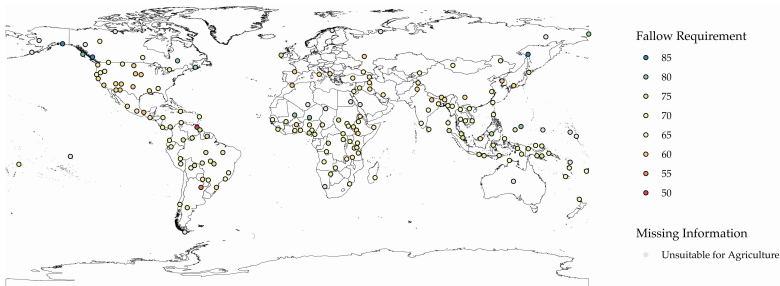 Fallow Requirement
85
80
75
70
65
60
55
50
Missing Information
Unsuitable for Agriculture